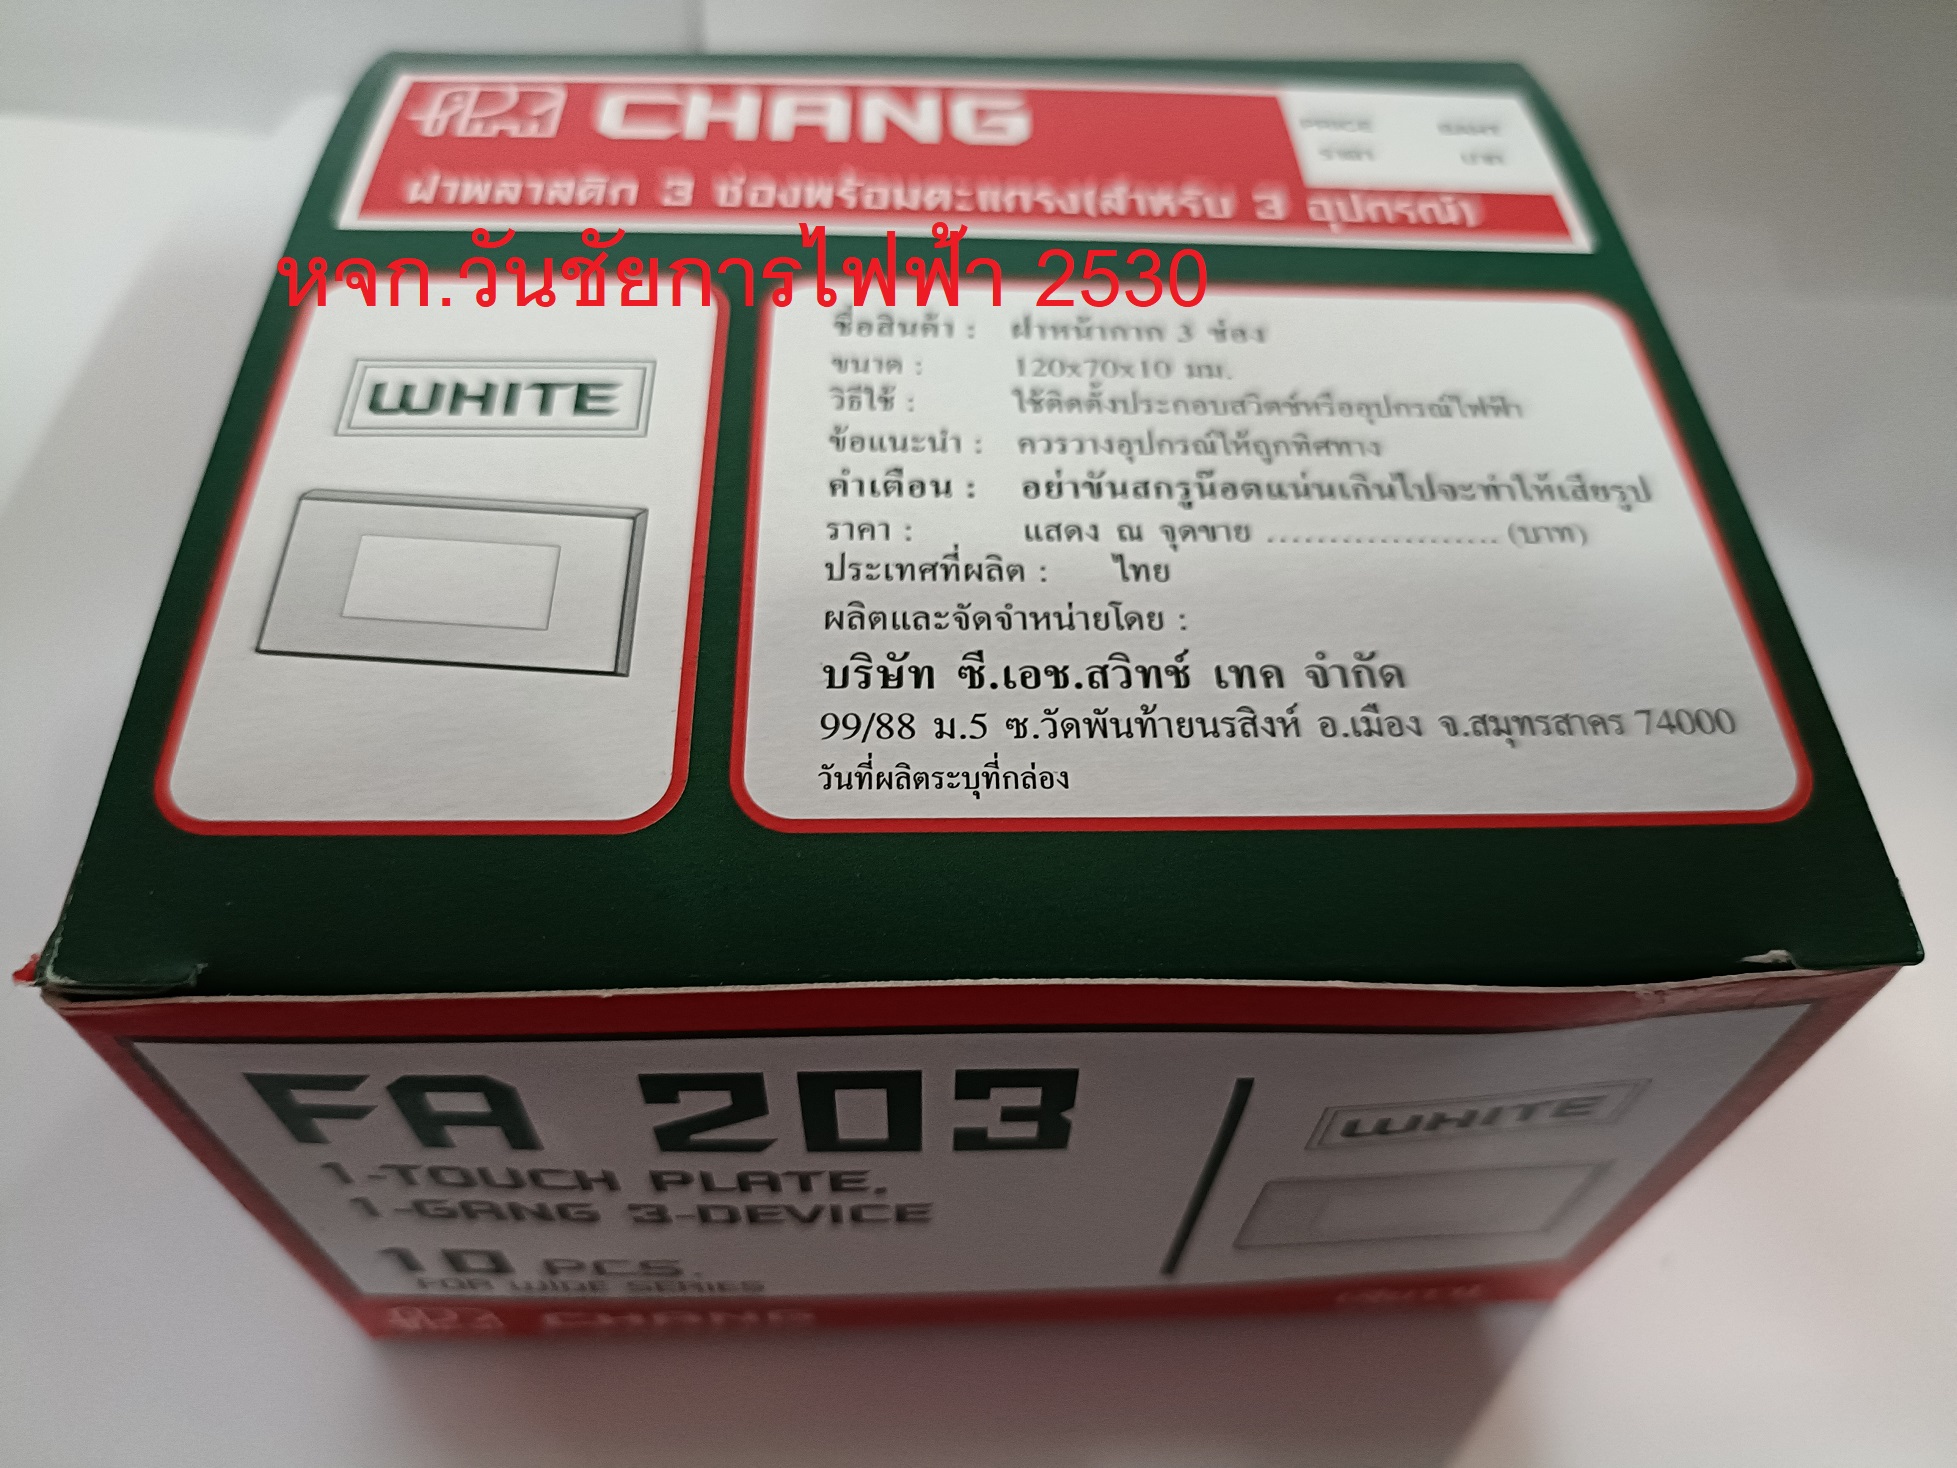 CHANG
PRICE BAHT
ราคา บาท
ฝาพลาสติก 3 ช่องพร้อมตะแกรง(สำหรับ 3 อุปกรณ์)
หจก.วันชัยการไฟฟ้า 2530
WHITE
ชื่อสินค้า : ฝาหน้ากาก 3 ช่อง
ขนาด : 120x70x10 มม.
วิธีใช้ : ใช้ติดตั้งประกอบสวิตช์หรืออุปกรณ์ไฟฟ้า
ข้อแนะนำ : ควรวางอุปกรณ์ให้ถูกทิศทาง
คำเตือน : อย่าขันสกรูน๊อตแน่นเกินไปจะทำให้เสียรูป
ราคา : แสดง ณ จุดขาย ................... (บาท)
ประเทศที่ผลิต : ไทย
ผลิตและจัดจำหน่ายโดย :
บริษัท ซี.เอช.สวิทช์ เทค จำกัด
99/88 ม.5 ซ.วัดพันท้ายนรสิงห์ อ.เมือง จ.สมุทรสาคร 74000
วันที่ผลิตระบุที่กล่อง
FA 203
1-TOUCH PLATE,
1-GANG 3-DEVICE
10 PCS.
FOR WIDE SERIES
WHITE
CHANG